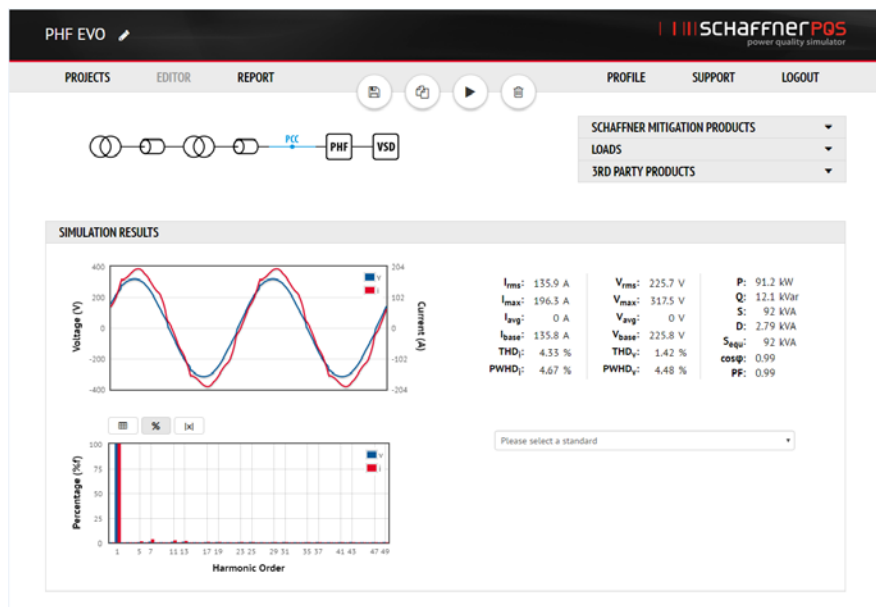 PHF EVO
SCHaFFnerPQS
power quality simulator
PROJECTS EDITOR REPORT PROFILE SUPPORT LOGOUT
PCC
PHF VSD
SCHAFFNER MITIGATION PRODUCTS
LOADS
3RD PARTY PRODUCTS
SIMULATION RESULTS
400 204
200 102
0 0
-200 -102
-400 -204
Voltage (V)
Current (A)
v
i
Irms: 135.9 A Vrms: 225.7 V P: 91.2 kW
Imax: 196.3 A Vmax: 317.5 V Q: 12.1 kVar
Iavg: 0 A Vavg: 0 V S: 92 kVA
Ibase: 135.8 A Vbase: 225.8 V D: 2.79 kVA
THDi: 4.33 % THDv: 1.42 % Sequ: 92 kVA
PWHDi: 4.67 % PWHDv: 4.48 % cosφ: 0.99
PF: 0.99
% |x|
Please select a standard
100
75
50
25
0
Percentage (%f)
v
i
1 5 7 11 13 17 19 23 25 29 31 35 37 41 43 47 49
Harmonic Order